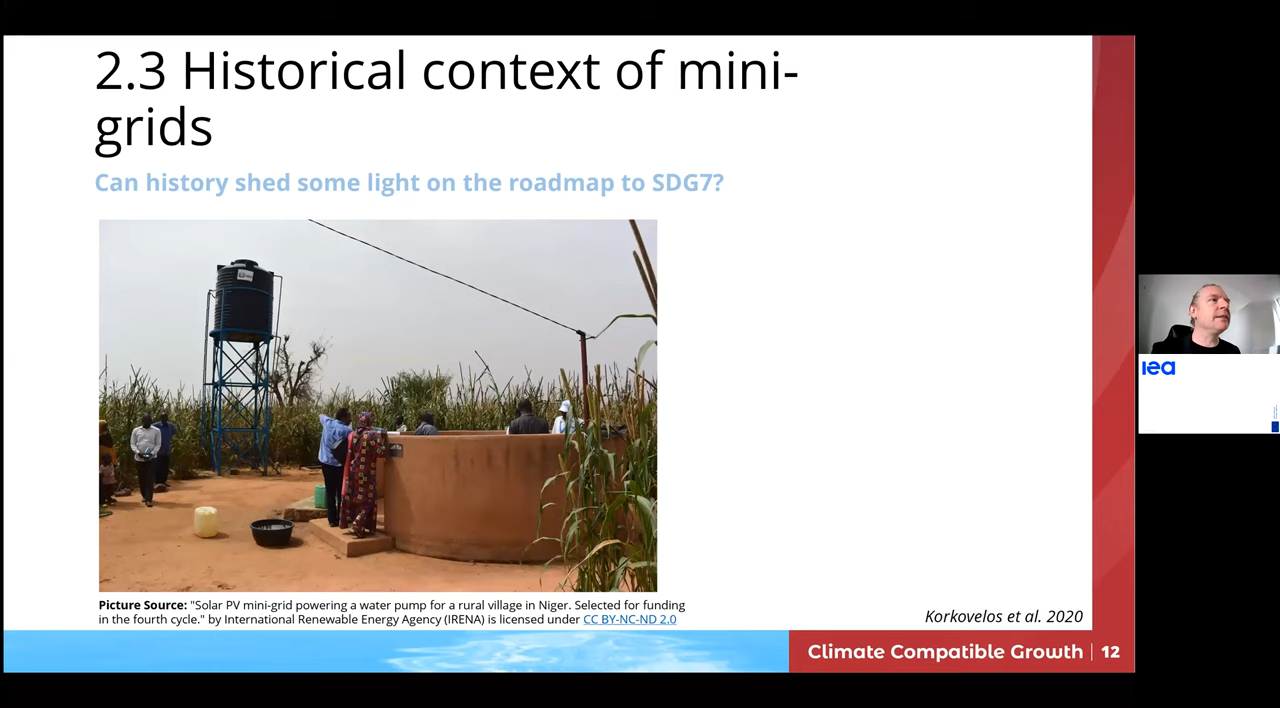 2.3 Historical context of mini-
grids
Can history shed some light on the roadmap to SDG7?
Picture Source: "Solar PV mini-grid powering a water pump for a rural village in Niger. Selected for funding
in the fourth cycle." by International Renewable Energy Agency (IRENA) is licensed under CC BY-NC-ND 2.0
Korkovelos et al. 2020
Climate Compatible Growth | 12
iea